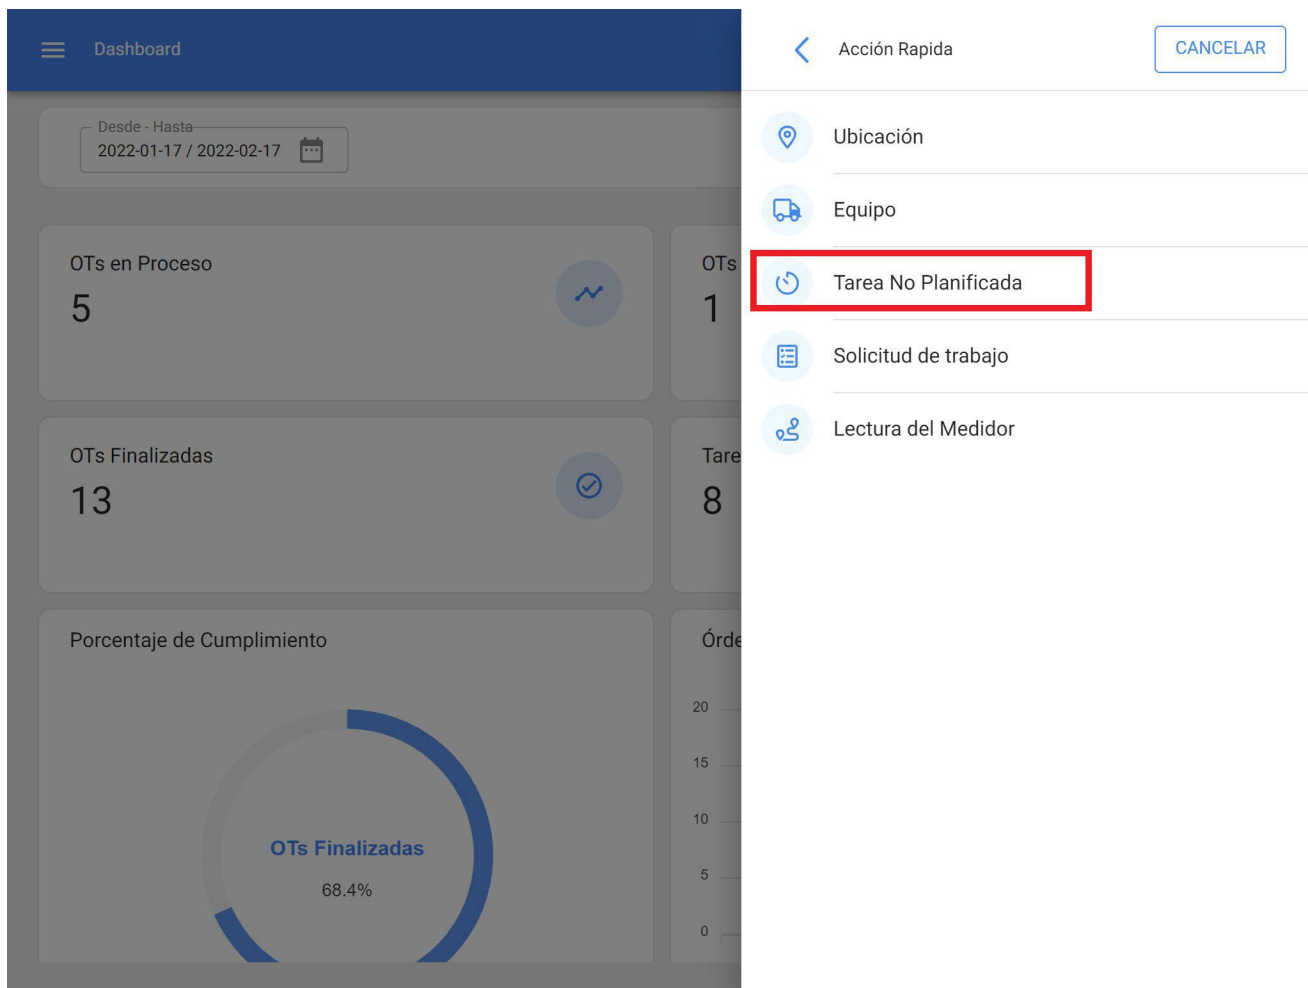 Dashboard
Desde - Hasta
2022-01-17 / 2022-02-17
OTs en Proceso
5
OTs
1
OTs Finalizadas
13
Tare
8
Porcentaje de Cumplimiento
OTs Finalizadas
68.4%
Órde
20
15
10
5
0
Acción Rapida
CANCELAR
Ubicación
Equipo
Tarea No Planificada
Solicitud de trabajo
Lectura del Medidor